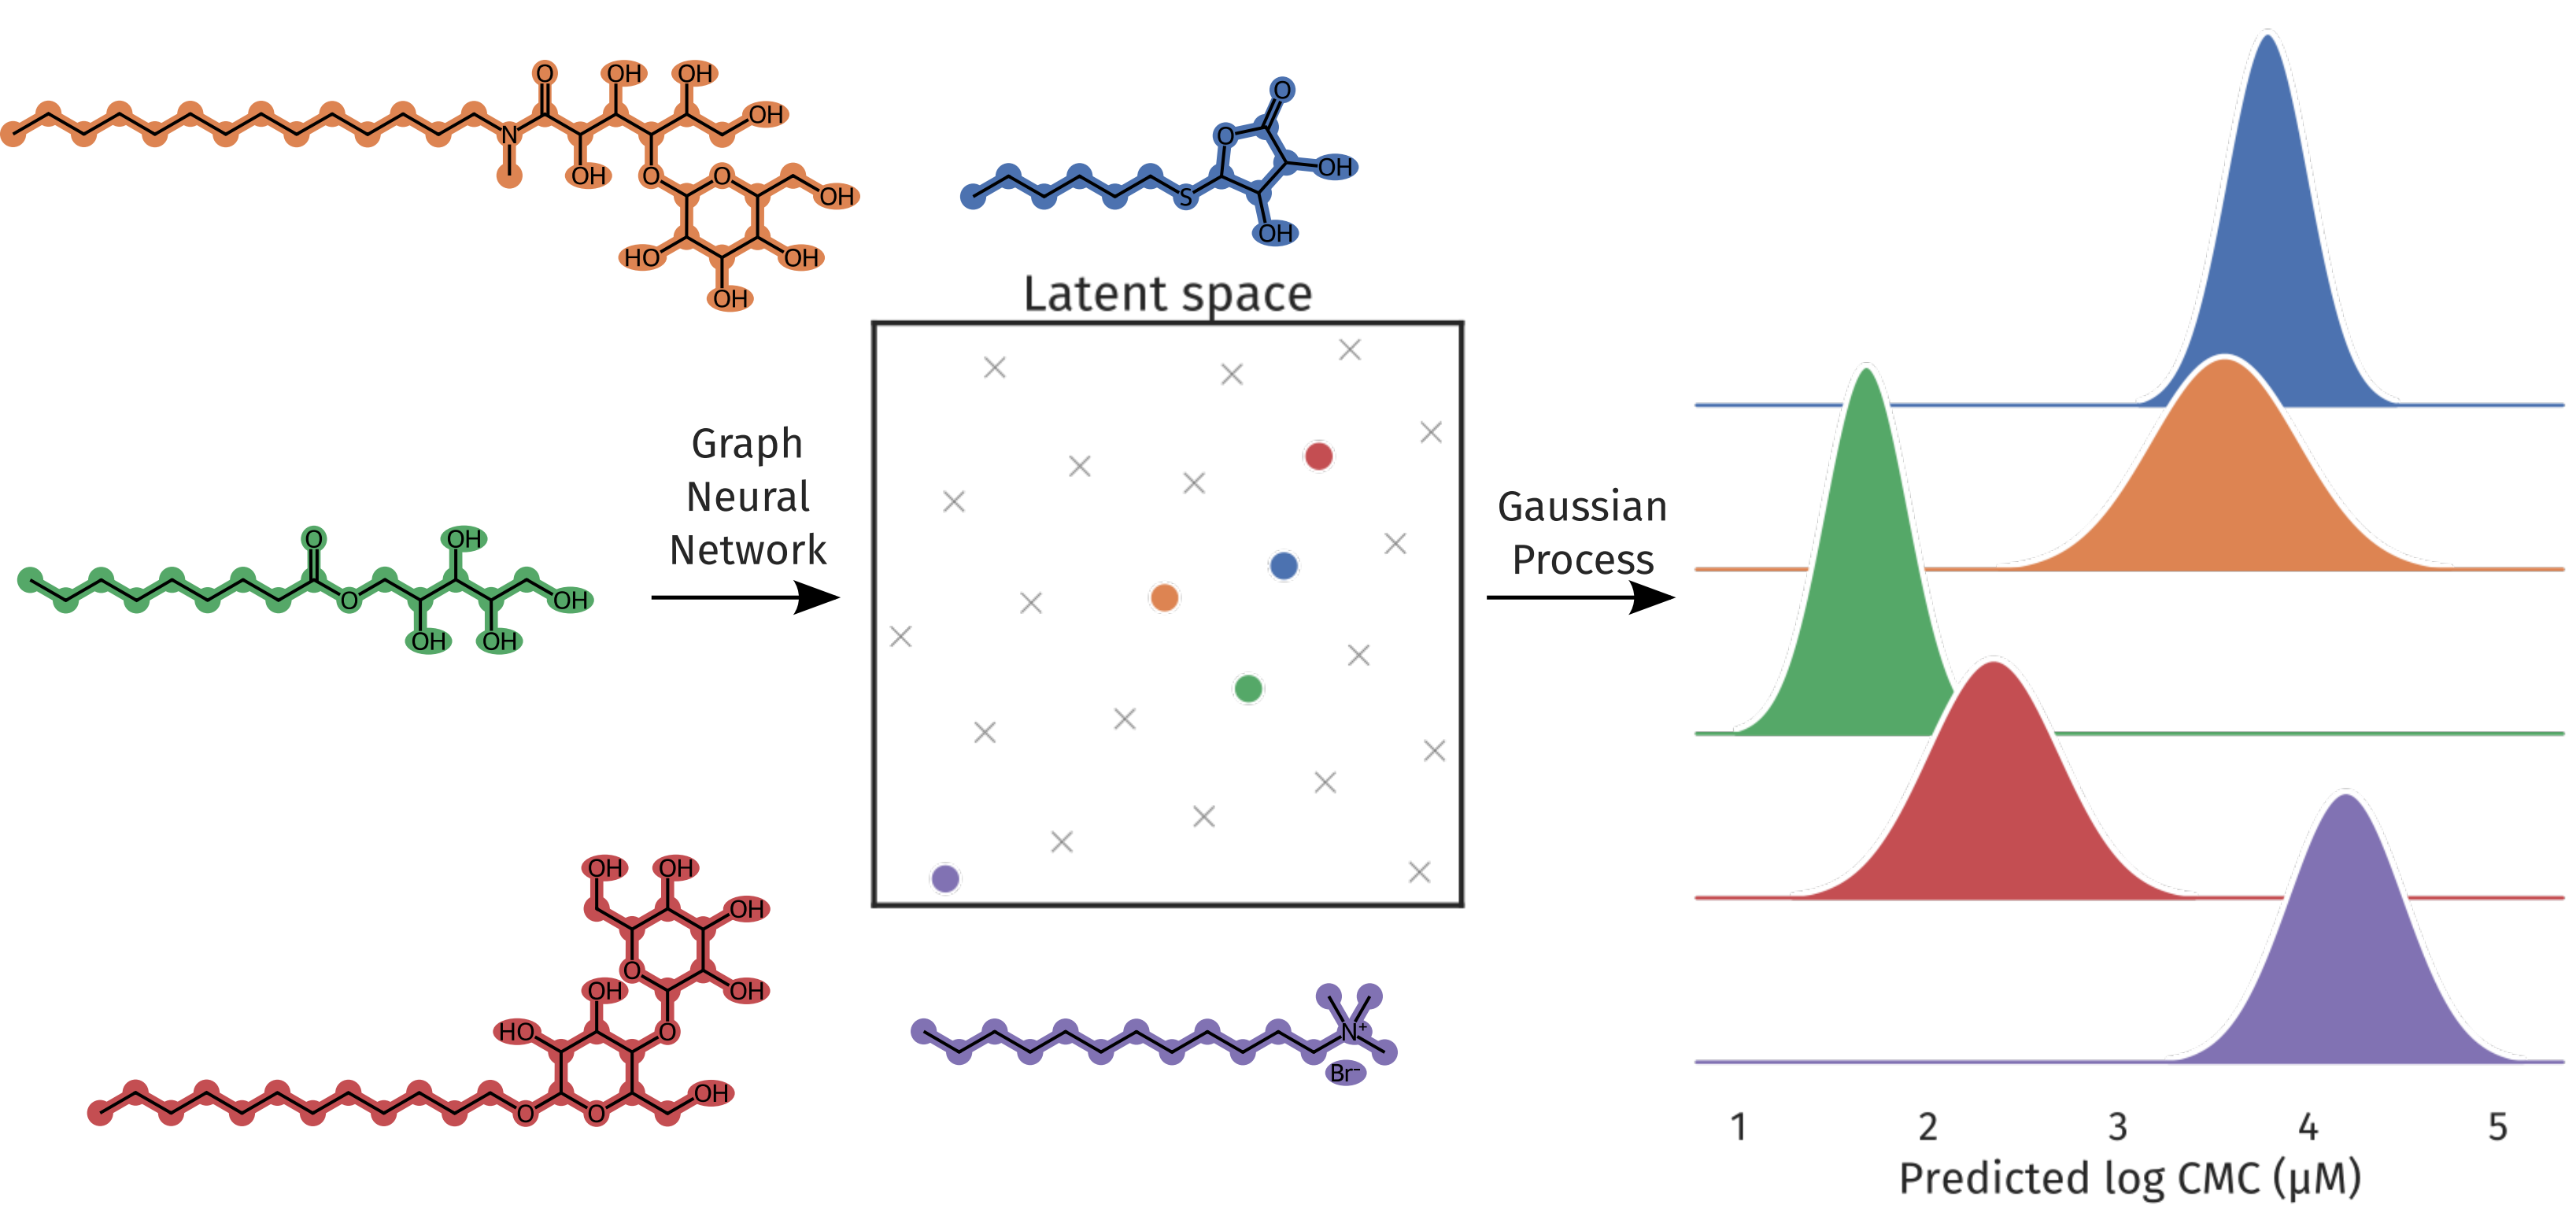 O OH OH
OH
N
OH O O
OH
HO OH
OH
O
O OH
S
OH
Latent space
Graph
Neural
Network
Gaussian
Process
O OH
O OH
OH OH
OH OH
OH
O OH
OH
HO O
OH
O O
N⁺
Br⁻
1 2 3 4 5
Predicted log CMC (μM)